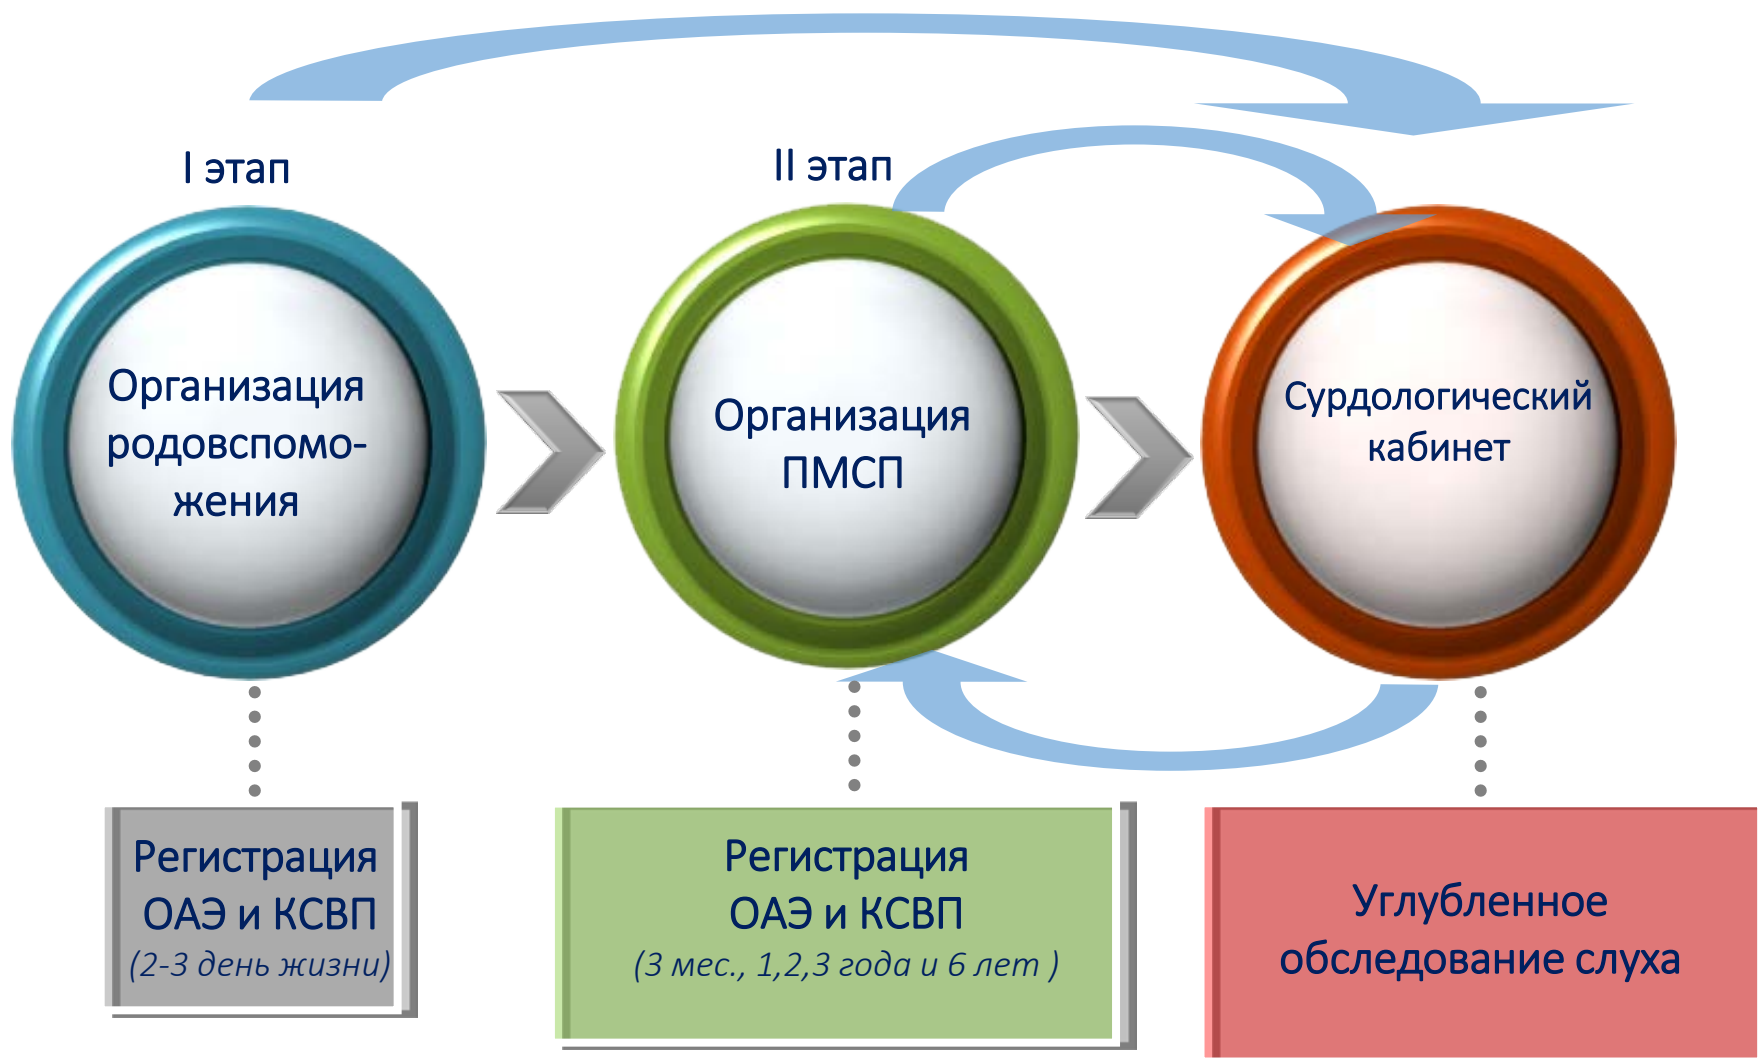 I этап
II этап
Организация
родовспомо-
жения
Организация
ПМСП
Сурдологический
кабинет
Регистрация
ОАЭ и КСВП
(2-3 день жизни)
Регистрация
ОАЭ и КСВП
(3 мес., 1,2,3 года и 6 лет )
Углубленное
обследование слуха